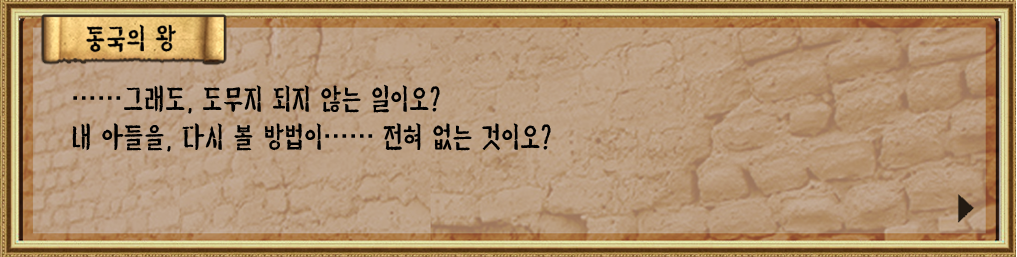 동국의 왕
……그래도, 도무지 되지 않는 일이오?
내 아들을, 다시 볼 방법이…… 전혀 없는 것이오?